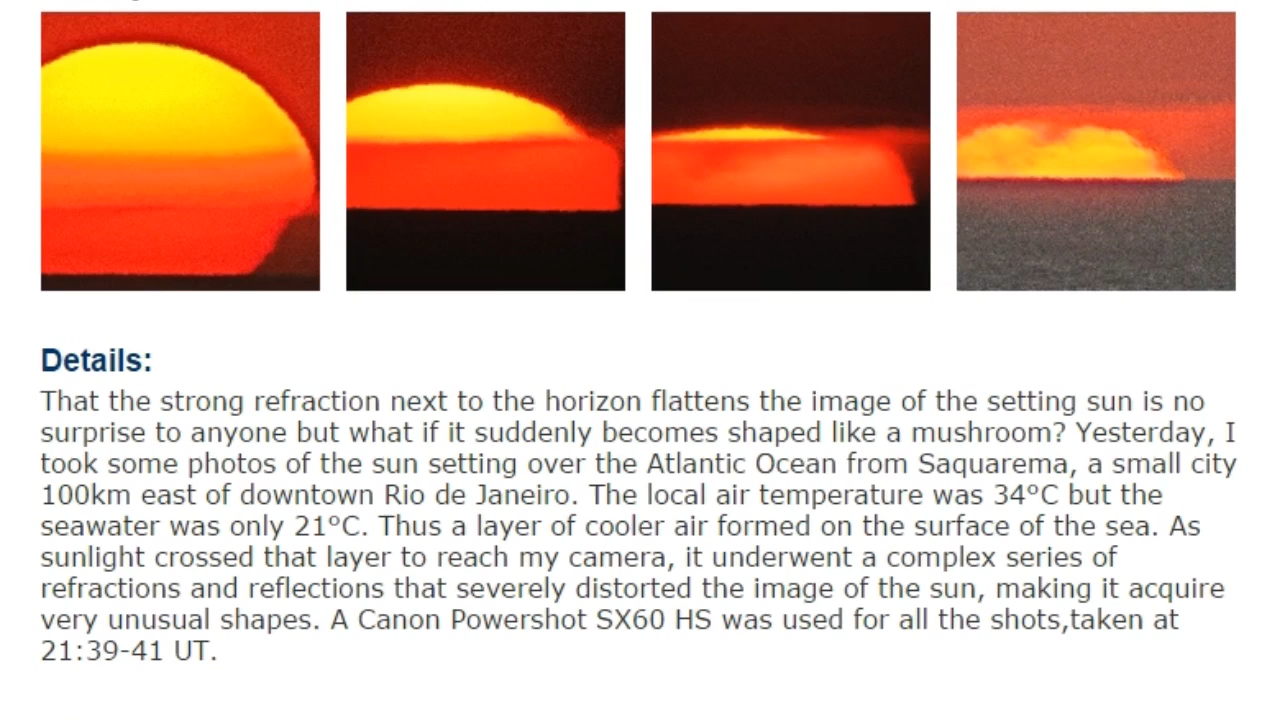 Details:
That the strong refraction next to the horizon flattens the image of the setting sun is no
surprise to anyone but what if it suddenly becomes shaped like a mushroom? Yesterday, I
took some photos of the sun setting over the Atlantic Ocean from Saquarema, a small city
100km east of downtown Rio de Janeiro. The local air temperature was 34°C but the
seawater was only 21°C. Thus a layer of cooler air formed on the surface of the sea. As
sunlight crossed that layer to reach my camera, it underwent a complex series of
refractions and reflections that severely distorted the image of the sun, making it acquire
very unusual shapes. A Canon Powershot SX60 HS was used for all the shots,taken at
21:39-41 UT.